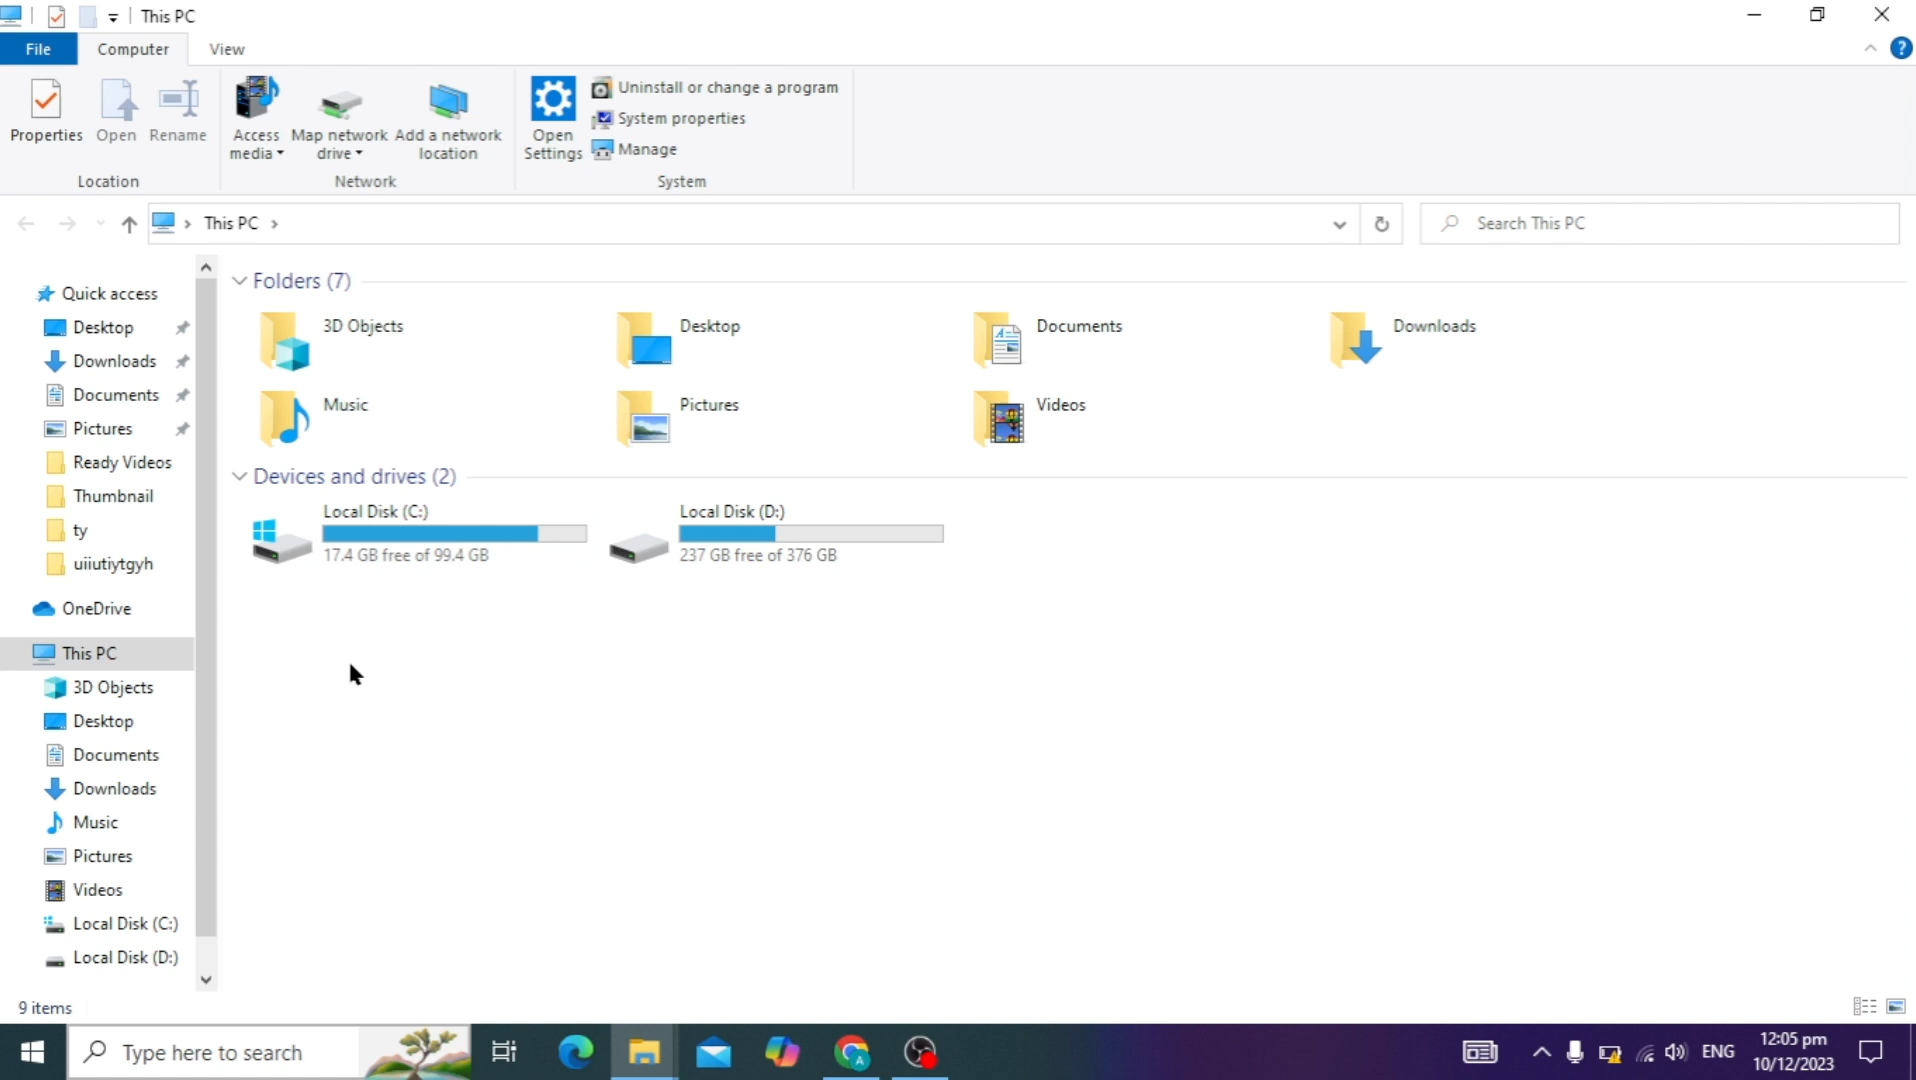 This PC
File
Computer
View
?
Properties
Open
Rename
Access
media
Map network
drive
Add a network
location
Open
Settings
Uninstall or change a program
System properties
Manage
Location
Network
System
This PC
Search This PC
Quick access
Desktop
Downloads
Documents
Pictures
Ready Videos
Thumbnail
ty
uiiutiytgyh
OneDrive
This PC
3D Objects
Desktop
Documents
Downloads
Music
Pictures
Videos
Local Disk (C:)
Local Disk (D:)
Folders (7)
3D Objects
Desktop
Documents
Downloads
Music
Pictures
Videos
Devices and drives (2)
Local Disk (C:)
17.4 GB free of 99.4 GB
Local Disk (D:)
237 GB free of 376 GB
9 items
Type here to search
A
ENG
12:05 pm
10/12/2023